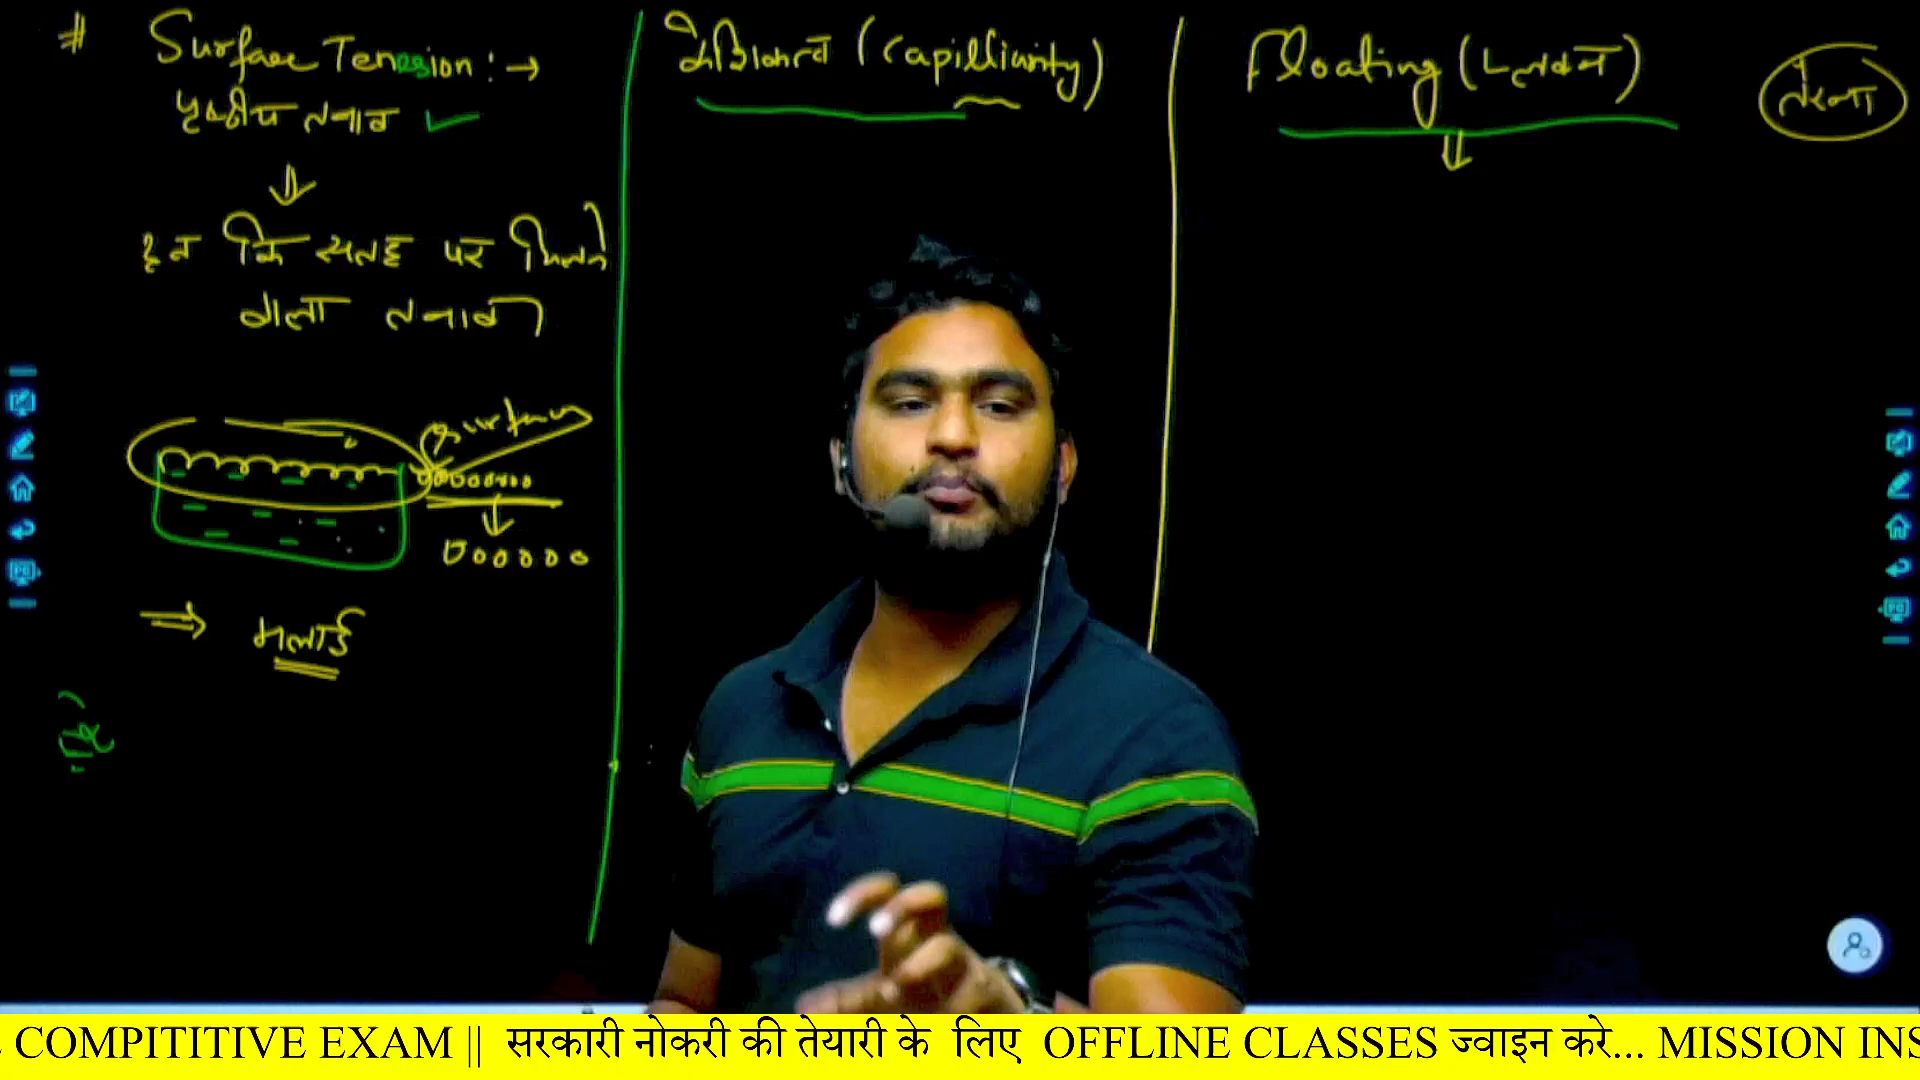 # Surface Tension :→
पृष्ठीय तनाव ✓
द्रव कि सतह पर मिलने
वाला तनाव
surface
⇒ मलाई
केशिकत्व (Capilliarity)
Floating (प्लवन)
तैरना
COMPITITIVE EXAM || सरकारी नोकरी की तेयारी के लिए OFFLINE CLASSES ज्वाइन करे... MISSION INS